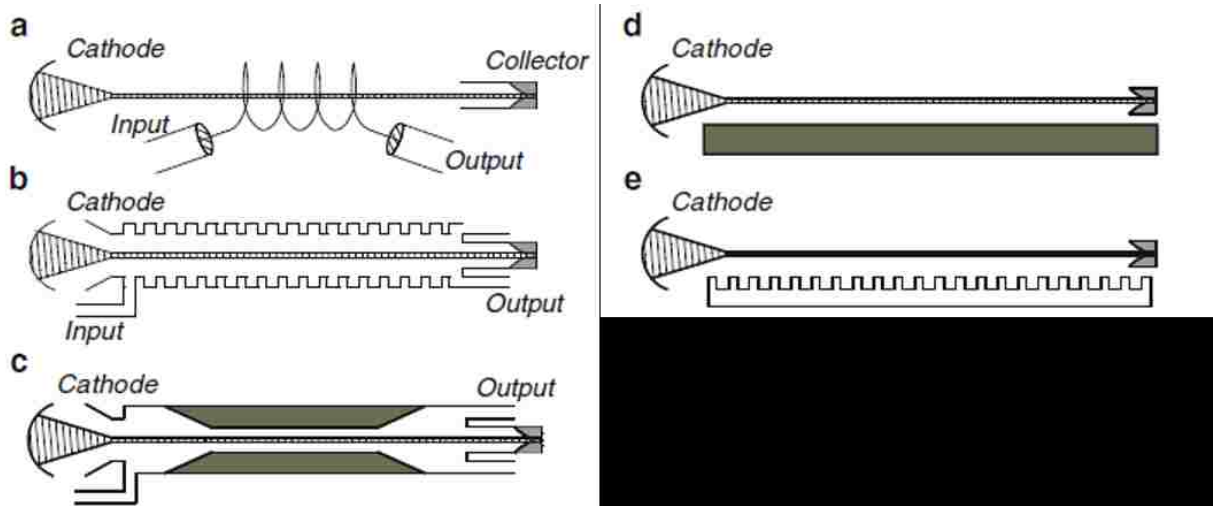 a
Cathode
Collector
Input
Output
b
Cathode
Output
Input
c
Cathode
Output
d
Cathode
e
Cathode